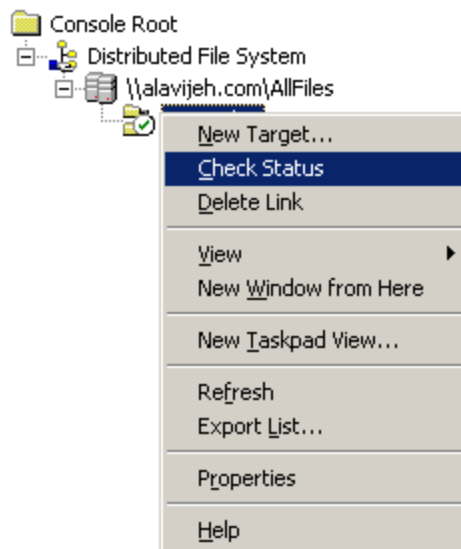 Console Root
Distributed File System
\\alavijeh.com\AllFiles
New Target...
Check Status
Delete Link
View
New Window from Here
New Taskpad View...
Refresh
Export List...
Properties
Help